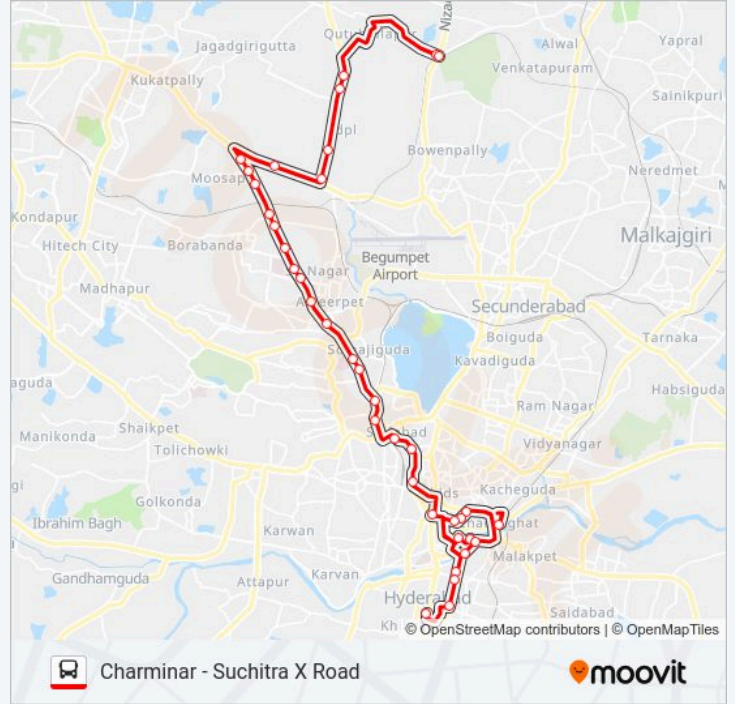 Jagadgirigutta
Alwal
Yapral
Venkatapuram
Kukatpally
Sainikpuri
Bowenpally
Neredmet
Kondapur
Hitech City
Borabanda
Malkajgiri
Begumpet
Airport
Madhapur
Nagar
Secunderabad
Boiguda
Tarnaka
Kavadiguda
Habsiguda
aguda
Ram Nagar
Shaikpet
Manikonda
Vidyanagar
Tolichowki
gi
Kacheguda
Golkonda
Ibrahim Bagh
Karwan
Malakpet
Gandhamguda
Karvan
Attapur
Saidabad
© OpenStreetMap contributors | © OpenMapTiles
Charminar - Suchitra X Road
moovit